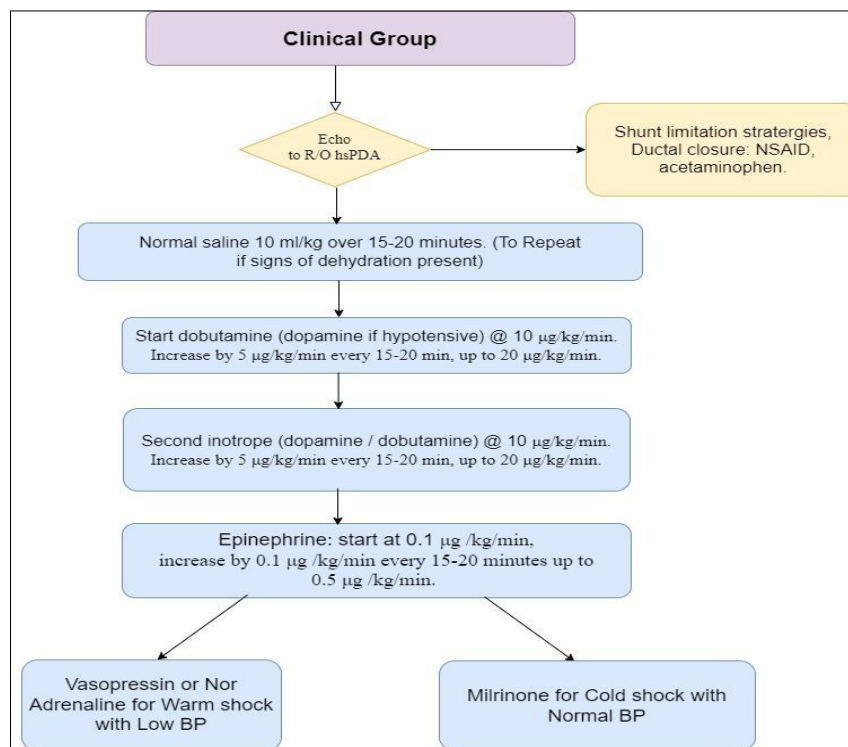 Clinical Group
Echo
to R/O hsPDA
Shunt limitation stratergies,
Ductal closure: NSAID,
acetaminophen.
Normal saline 10 ml/kg over 15-20 minutes. (To Repeat
if signs of dehydration present)
Start dobutamine (dopamine if hypotensive) @ 10 μg/kg/min.
Increase by 5 μg/kg/min every 15-20 min, up to 20 μg/kg/min.
Second inotrope (dopamine / dobutamine) @ 10 μg/kg/min.
Increase by 5 μg/kg/min every 15-20 min, up to 20 μg/kg/min.
Epinephrine: start at 0.1 μg /kg/min,
increase by 0.1 μg /kg/min every 15-20 minutes up to
0.5 μg /kg/min.
Vasopressin or Nor
Adrenaline for Warm shock
with Low BP
Milrinone for Cold shock with
Normal BP